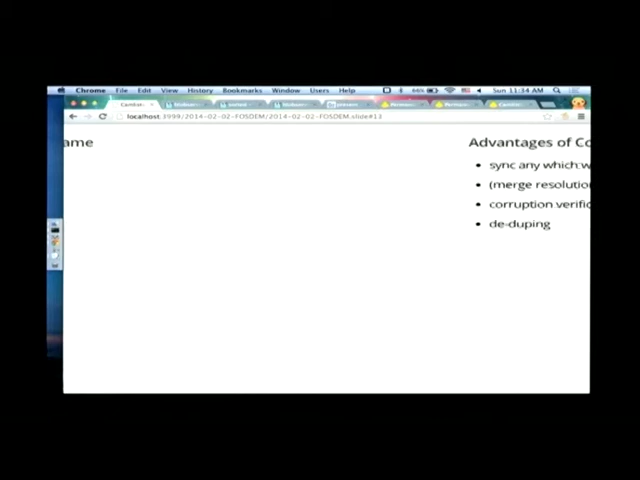 Chrome File Edit View History Bookmarks Window Users Help Sun 11:34 AM
localhost:3999/2014-02-02-FOSDEM/2014-02-02-FOSDEM.slide#13
ame
Advantages of Co
sync any which w
(merge resolutio
corruption verific
de-duping